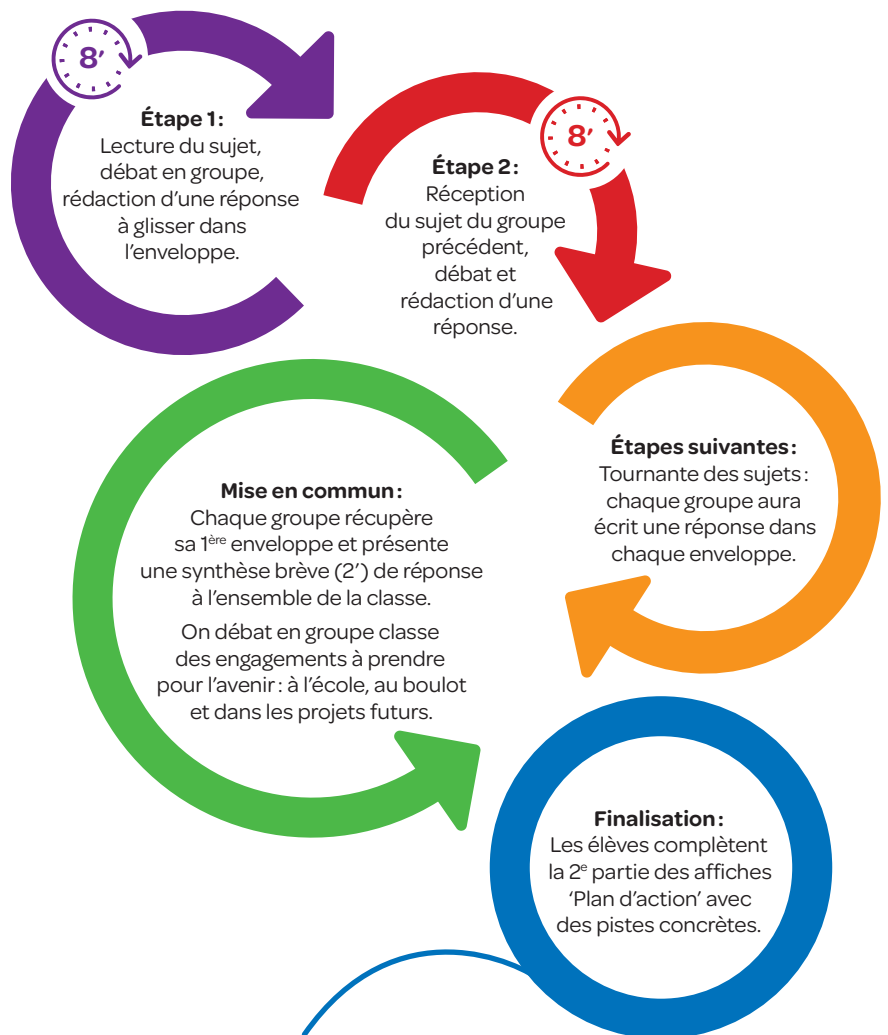 8′
Étape 1 :
Lecture du sujet,
débat en groupe,
rédaction d’une réponse
à glisser dans
l’enveloppe.
8′
Étape 2 :
Réception
du sujet du groupe
précédent,
débat et
rédaction d’une
réponse.
Étapes suivantes :
Tournante des sujets :
chaque groupe aura
écrit une réponse dans
chaque enveloppe.
Mise en commun :
Chaque groupe récupère
sa 1ère enveloppe et présente
une synthèse brève (2’) de réponse
à l’ensemble de la classe.
On débat en groupe classe
des engagements à prendre
pour l’avenir : à l’école, au boulot
et dans les projets futurs.
Finalisation :
Les élèves complètent
la 2e partie des affiches
‘Plan d’action’ avec
des pistes concrètes.